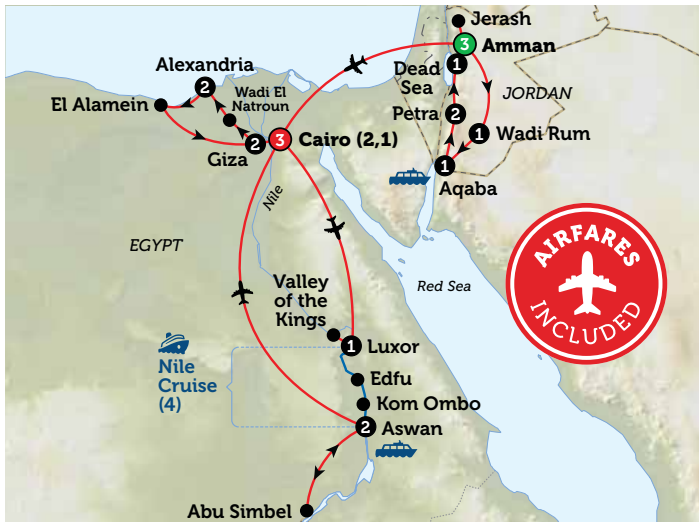 Jerash
3
Amman
Alexandria
2
Dead
Sea
1
JORDAN
Wadi El
Natroun
El Alamein
Petra
2
1
Wadi Rum
Giza
2
3
Cairo (2,1)
1
Aqaba
Nile
EGYPT
AIRFARES
INCLUDED
Valley
of the
Kings
Red Sea
1
Luxor
Nile
Cruise
(4)
Edfu
Kom Ombo
2
Aswan
Abu Simbel